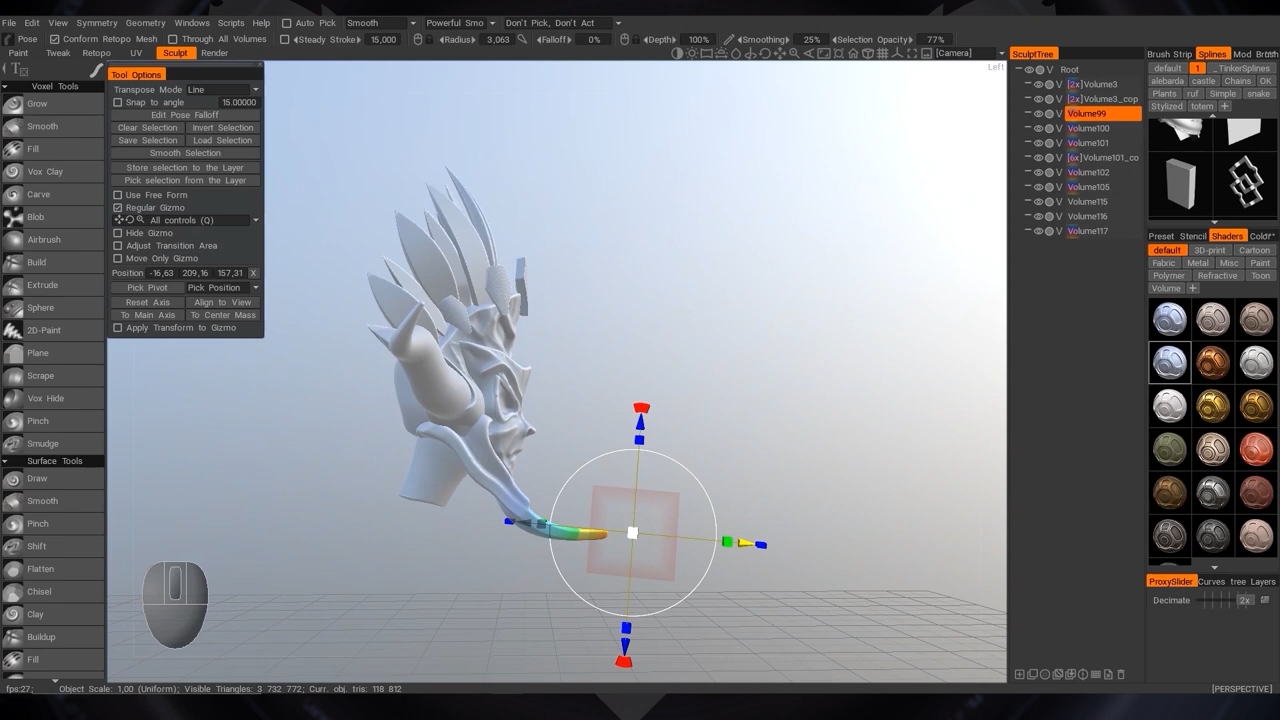 File Edit View Symmetry Geometry Windows Scripts Help Auto Pick Smooth Powerful Smo Don't Pick, Don't Act
Pose Conform Retopo Mesh Through All Volumes Steady Stroke 15,000 Radius 3,063 Falloff 0% Depth 100% Smoothing 25% Selection Opacity 77%
Paint Tweak Retopo UV Sculpt Render
[Camera]
Left
Voxel Tools
Grow
Smooth
Fill
Vox Clay
Carve
Blob
Airbrush
Build
Extrude
Sphere
2D-Paint
Plane
Scrape
Vox Hide
Pinch
Smudge
Surface Tools
Draw
Smooth
Pinch
Shift
Flatten
Chisel
Clay
Buildup
Fill
Tool Options
Transpose Mode Line
Snap to angle 15.00000
Edit Pose Falloff
Clear Selection Invert Selection
Save Selection Load Selection
Smooth Selection
Store selection to the Layer
Pick selection from the Layer
Use Free Form
Regular Gizmo
All controls (Q)
Hide Gizmo
Adjust Transition Area
Move Only Gizmo
Position -16,63 209,16 157,31 X
Pick Pivot Pick Position
Reset Axis Align to View
To Main Axis To Center Mass
Apply Transform to Gizmo
SculptTree
Root
V [2x]Volume3
V [2x]Volume3_cop
V Volume99
V Volume100
V Volume101
V [6x]Volume101_co
V Volume102
V Volume105
V Volume115
V Volume116
V Volume117
Brush Strip Splines Mod
default 1 _TinkerSplines
alebarda castle Chains OK
Plants ruf Simple snake
Stylized totem
Preset Stencil Shaders
default 3D-print Cartoon
Fabric Metal Misc Paint
Polymer Refractive Toon
Volume
ProxySlider Curves tree Layers
Decimate 2x
fps:27; Object Scale: 1,00 (Uniform); Visible Triangles: 3 732 772; Curr. obj. tris: 118 812
[PERSPECTIVE]